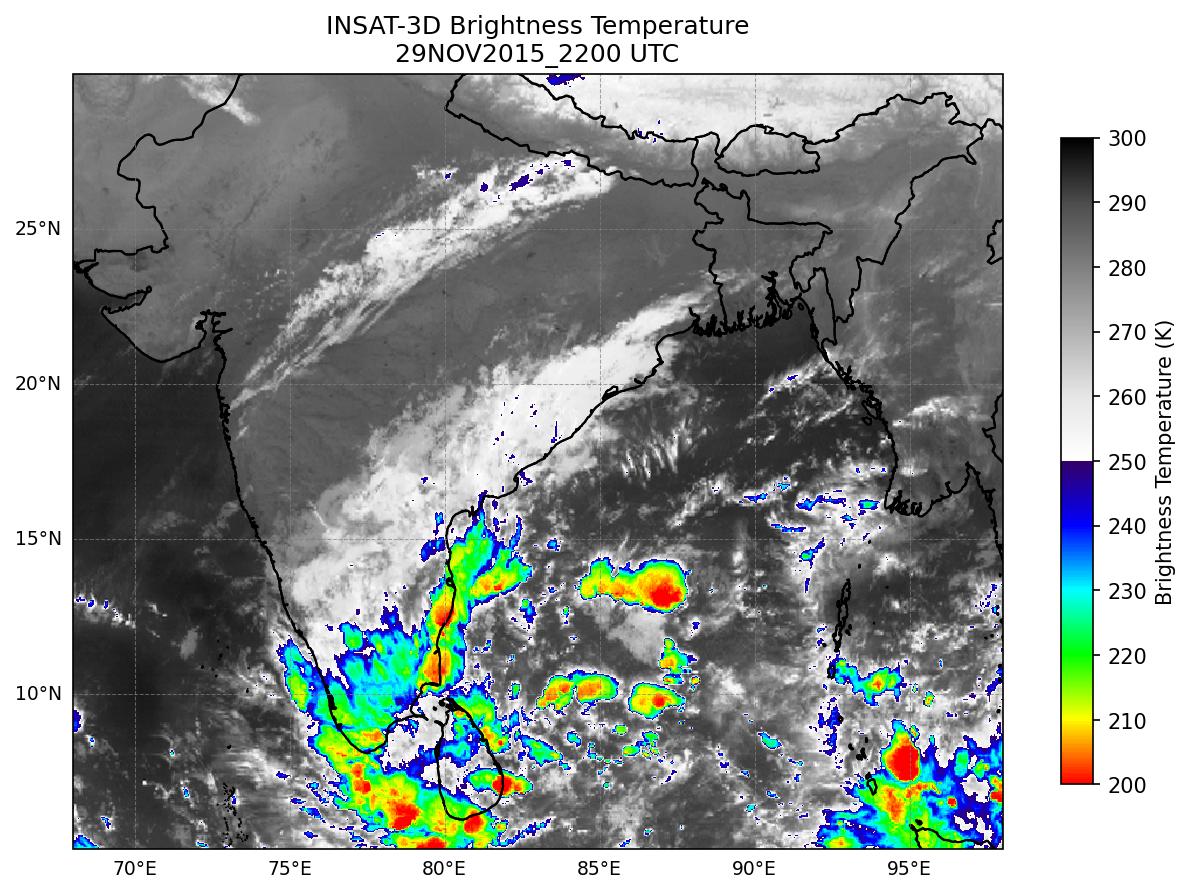 INSAT-3D Brightness Temperature
29NOV2015_2200 UTC
25°N
20°N
15°N
10°N
70°E
75°E
80°E
85°E
90°E
95°E
300
290
280
270
260
250
240
230
220
210
200
Brightness Temperature (K)